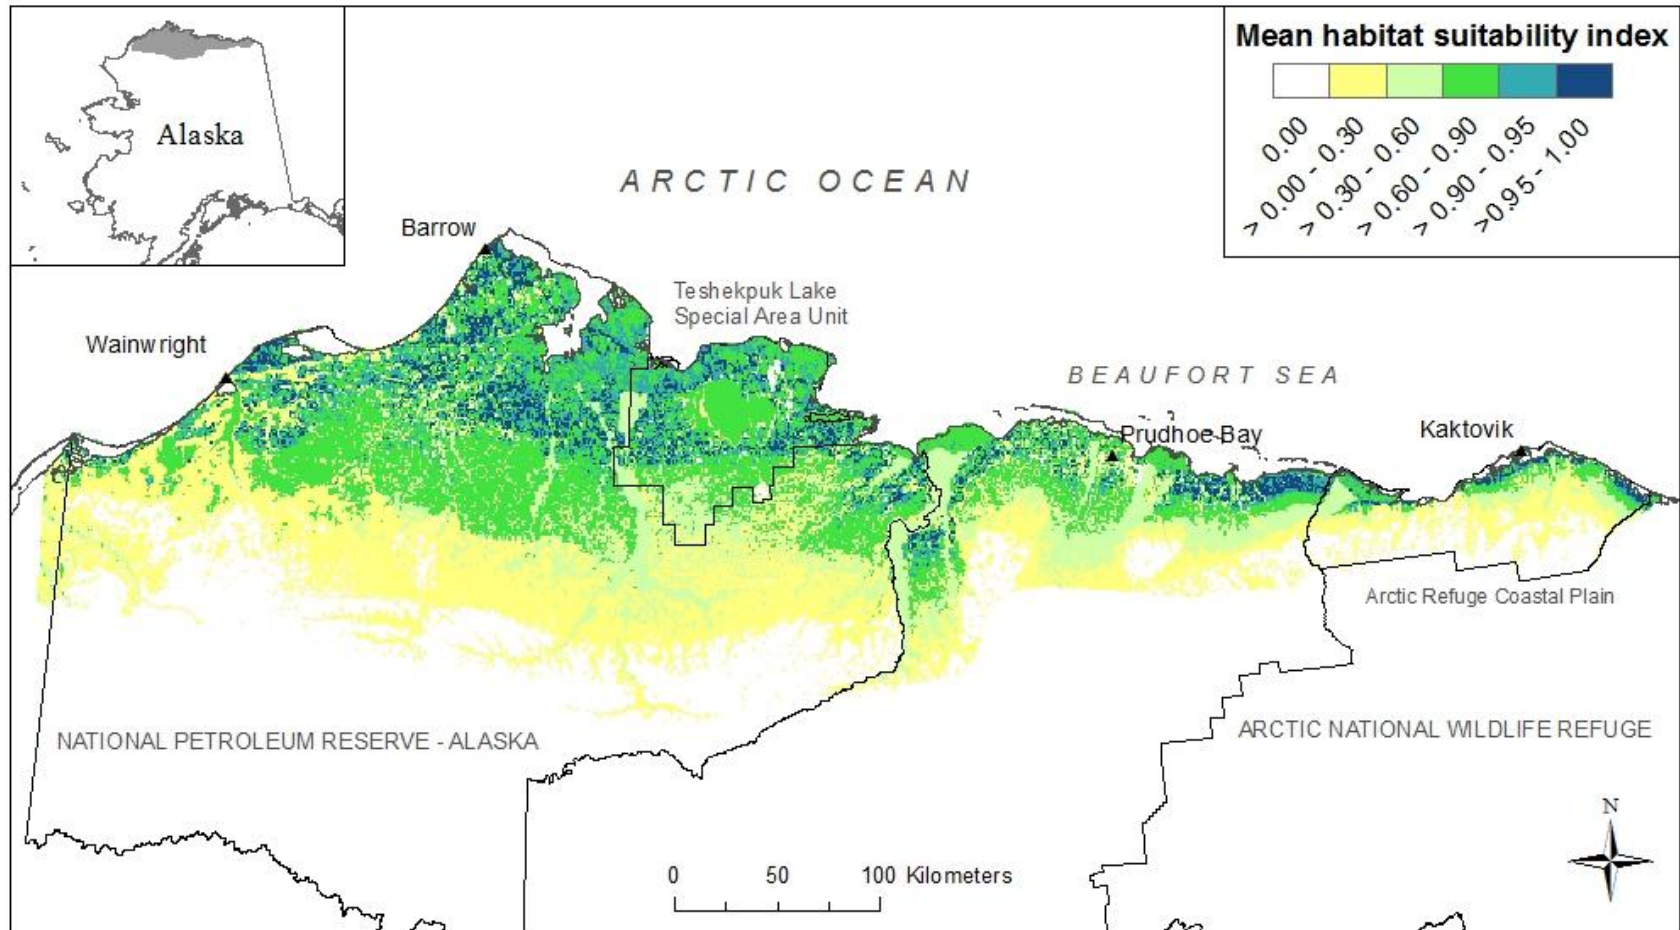 Mean habitat suitability index
0.00
> 0.00 - 0.30
> 0.30 - 0.60
> 0.60 - 0.90
> 0.90 - 0.95
>0.95 - 1.00
Alaska
ARCTIC OCEAN
Barrow
Teshekpuk Lake
Special Area Unit
Wainwright
BEAUFORT SEA
Prudhoe Bay
Kaktovik
Arctic Refuge Coastal Plain
NATIONAL PETROLEUM RESERVE - ALASKA
ARCTIC NATIONAL WILDLIFE REFUGE
N
0 50 100 Kilometers